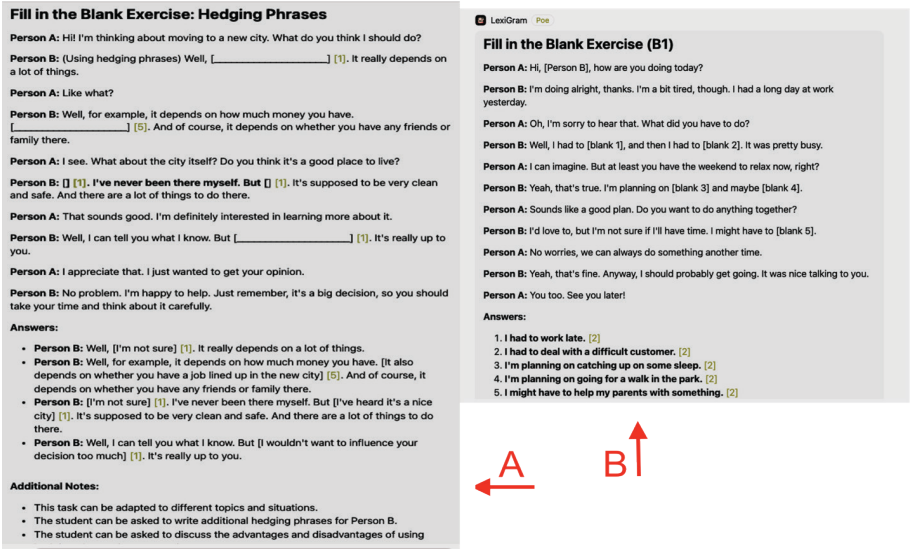 Fill in the Blank Exercise: Hedging Phrases
Person A: Hi! I'm thinking about moving to a new city. What do you think I should do?
Person B: (Using hedging phrases) Well, [____________________] [1]. It really depends on
a lot of things.
Person A: Like what?
Person B: Well, for example, it depends on how much money you have.
[____________________] [5]. And of course, it depends on whether you have any friends or
family there.
Person A: I see. What about the city itself? Do you think it's a good place to live?
Person B: [] [1]. I've never been there myself. But [] [1]. It's supposed to be very clean
and safe. And there are a lot of things to do there.
Person A: That sounds good. I'm definitely interested in learning more about it.
Person B: Well, I can tell you what I know. But [____________________] [1]. It's really up to
you.
Person A: I appreciate that. I just wanted to get your opinion.
Person B: No problem. I'm happy to help. Just remember, it's a big decision, so you should
take your time and think about it carefully.
Answers:
• Person B: Well, [I'm not sure] [1]. It really depends on a lot of things.
• Person B: Well, for example, it depends on how much money you have. [It also
depends on whether you have a job lined up in the new city] [5]. And of course, it
depends on whether you have any friends or family there.
• Person B: [I'm not sure] [1]. I've never been there myself. But [I've heard it's a nice
city] [1]. It's supposed to be very clean and safe. And there are a lot of things to do
there.
• Person B: Well, I can tell you what I know. But [I wouldn't want to influence your
decision too much] [1]. It's really up to you.
Additional Notes:
• This task can be adapted to different topics and situations.
• The student can be asked to write additional hedging phrases for Person B.
• The student can be asked to discuss the advantages and disadvantages of using
LexiGram Poe
Fill in the Blank Exercise (B1)
Person A: Hi, [Person B], how are you doing today?
Person B: I'm doing alright, thanks. I'm a bit tired, though. I had a long day at work
yesterday.
Person A: Oh, I'm sorry to hear that. What did you have to do?
Person B: Well, I had to [blank 1], and then I had to [blank 2]. It was pretty busy.
Person A: I can imagine. But at least you have the weekend to relax now, right?
Person B: Yeah, that's true. I'm planning on [blank 3] and maybe [blank 4].
Person A: Sounds like a good plan. Do you want to do anything together?
Person B: I'd love to, but I'm not sure if I'll have time. I might have to [blank 5].
Person A: No worries, we can always do something another time.
Person B: Yeah, that's fine. Anyway, I should probably get going. It was nice talking to you.
Person A: You too. See you later!
Answers:
1. I had to work late. [2]
2. I had to deal with a difficult customer. [2]
3. I'm planning on catching up on some sleep. [2]
4. I'm planning on going for a walk in the park. [2]
5. I might have to help my parents with something. [2]
A
B